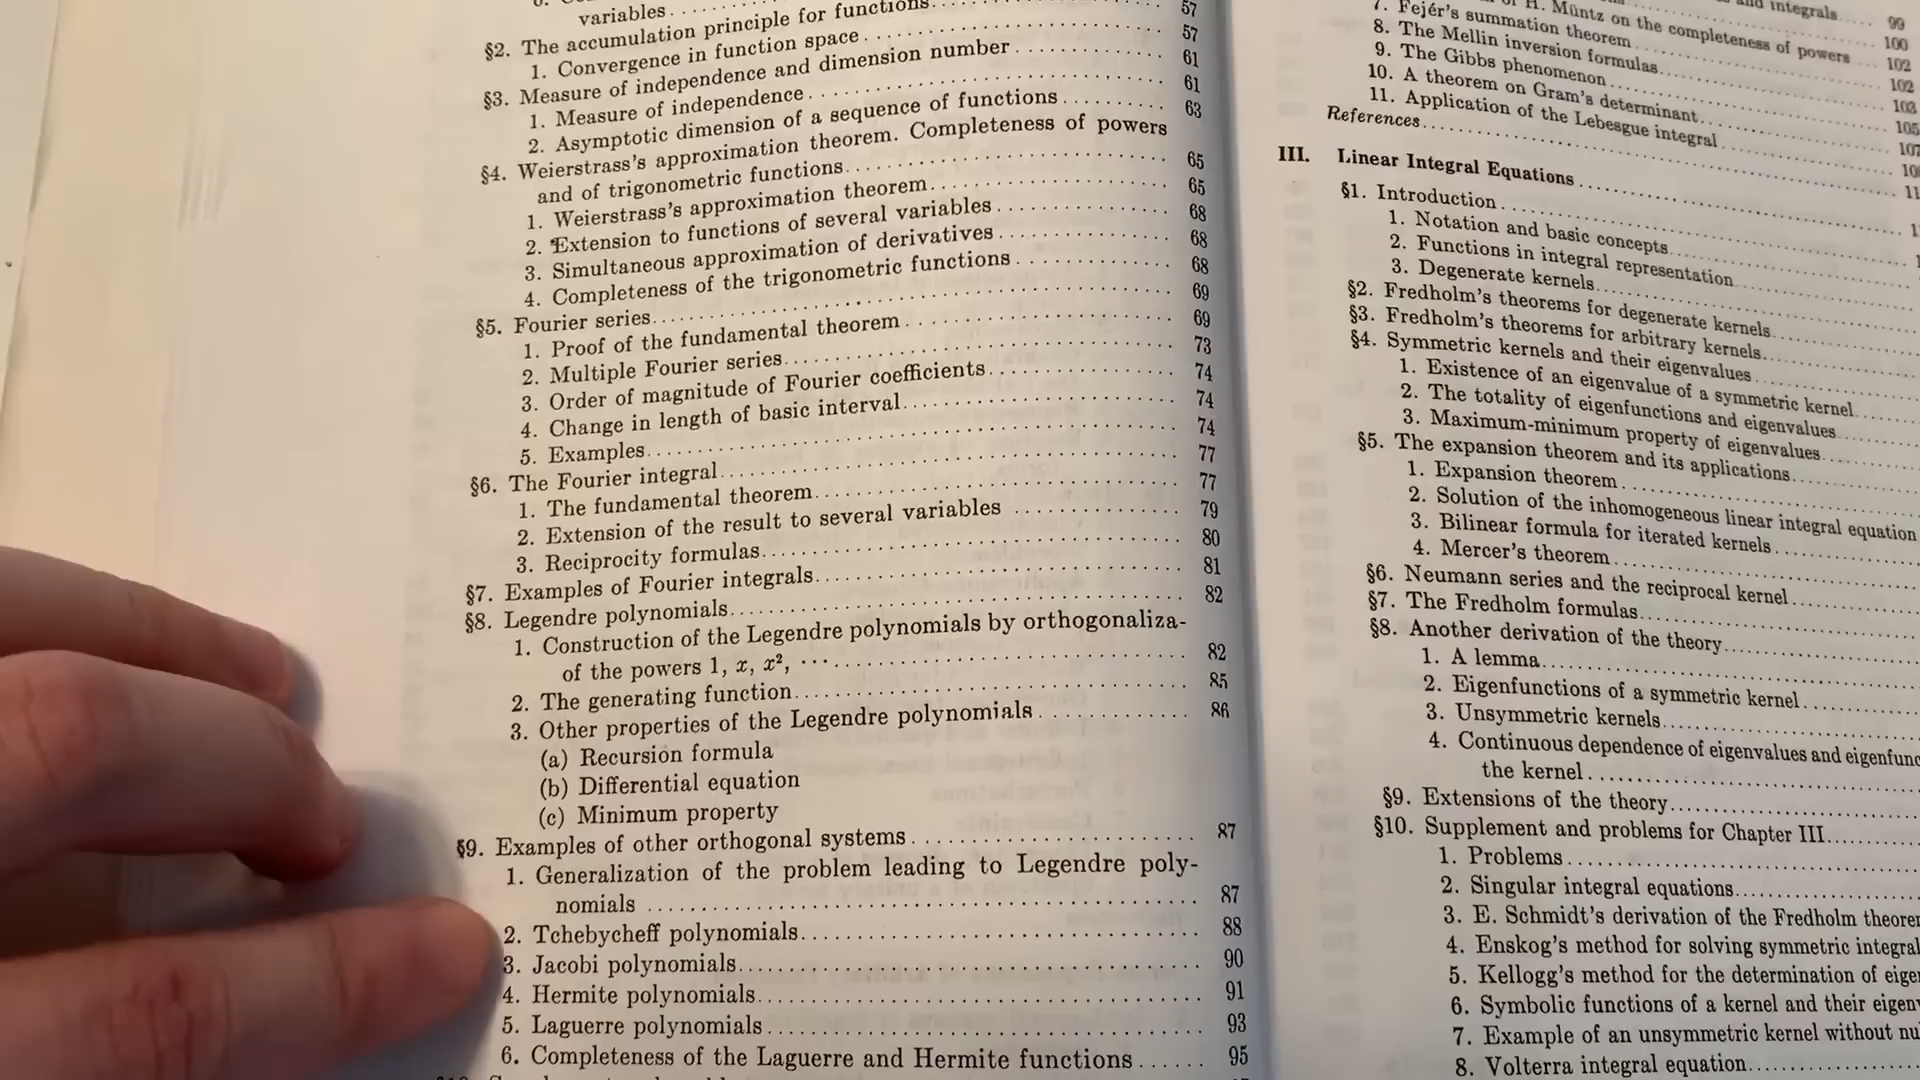 variables 57
§2. The accumulation principle for functions 57
1. Convergence in function space 57
§3. Measure of independence and dimension number 61
1. Measure of independence 61
2. Asymptotic dimension of a sequence of functions 63
§4. Weierstrass's approximation theorem. Completeness of powers
and of trigonometric functions 65
1. Weierstrass's approximation theorem 65
2. Extension to functions of several variables 68
3. Simultaneous approximation of derivatives 68
4. Completeness of the trigonometric functions 68
§5. Fourier series 69
1. Proof of the fundamental theorem 69
2. Multiple Fourier series 73
3. Order of magnitude of Fourier coefficients 74
4. Change in length of basic interval 74
5. Examples 74
§6. The Fourier integral 77
1. The fundamental theorem 77
2. Extension of the result to several variables 79
3. Reciprocity formulas 80
§7. Examples of Fourier integrals 81
§8. Legendre polynomials 82
1. Construction of the Legendre polynomials by orthogonaliza-
of the powers 1, x, x², ··· 82
2. The generating function 85
3. Other properties of the Legendre polynomials 86
(a) Recursion formula
(b) Differential equation
(c) Minimum property
§9. Examples of other orthogonal systems 87
1. Generalization of the problem leading to Legendre poly-
nomials 87
2. Tchebycheff polynomials 88
3. Jacobi polynomials 90
4. Hermite polynomials 91
5. Laguerre polynomials 93
6. Completeness of the Laguerre and Hermite functions 95
and integrals 99
of H. Müntz on the completeness of powers 100
7. Fejér's summation theorem 102
8. The Mellin inversion formulas 102
9. The Gibbs phenomenon 103
10. A theorem on Gram's determinant 105
11. Application of the Lebesgue integral 107
References
III. Linear Integral Equations
§1. Introduction
1. Notation and basic concepts
2. Functions in integral representation
3. Degenerate kernels
§2. Fredholm's theorems for degenerate kernels
§3. Fredholm's theorems for arbitrary kernels
§4. Symmetric kernels and their eigenvalues
1. Existence of an eigenvalue of a symmetric kernel
2. The totality of eigenfunctions and eigenvalues
3. Maximum-minimum property of eigenvalues
§5. The expansion theorem and its applications
1. Expansion theorem
2. Solution of the inhomogeneous linear integral equation
3. Bilinear formula for iterated kernels
4. Mercer's theorem
§6. Neumann series and the reciprocal kernel
§7. The Fredholm formulas
§8. Another derivation of the theory
1. A lemma
2. Eigenfunctions of a symmetric kernel
3. Unsymmetric kernels
4. Continuous dependence of eigenvalues and eigenfunc
the kernel
§9. Extensions of the theory
§10. Supplement and problems for Chapter III
1. Problems
2. Singular integral equations
3. E. Schmidt's derivation of the Fredholm theorem
4. Enskog's method for solving symmetric integral
5. Kellogg's method for the determination of eige
6. Symbolic functions of a kernel and their eigen
7. Example of an unsymmetric kernel without nu
8. Volterra integral equation